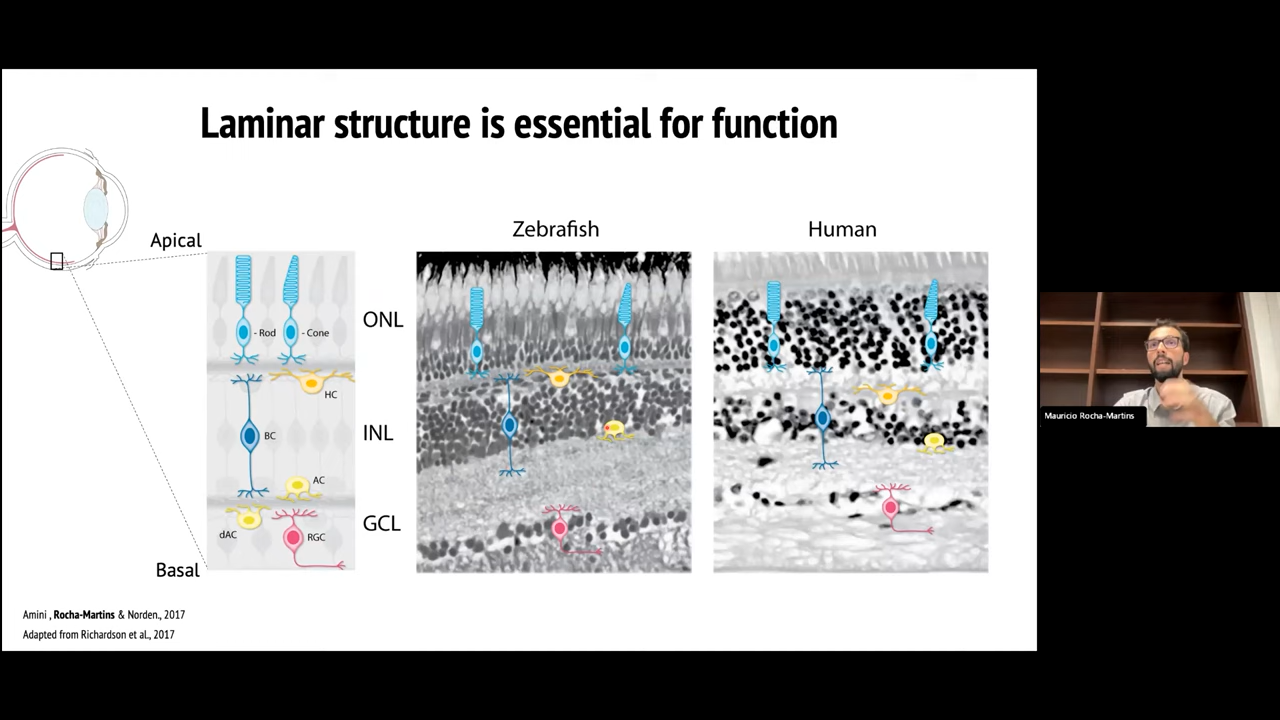 Laminar structure is essential for function
Zebrafish
Human
Apical
ONL
- Rod
- Cone
HC
INL
BC
AC
GCL
dAC
RGC
Basal
Amini , Rocha-Martins & Norden., 2017
Adapted from Richardson et al., 2017
Mauricio Rocha-Martins